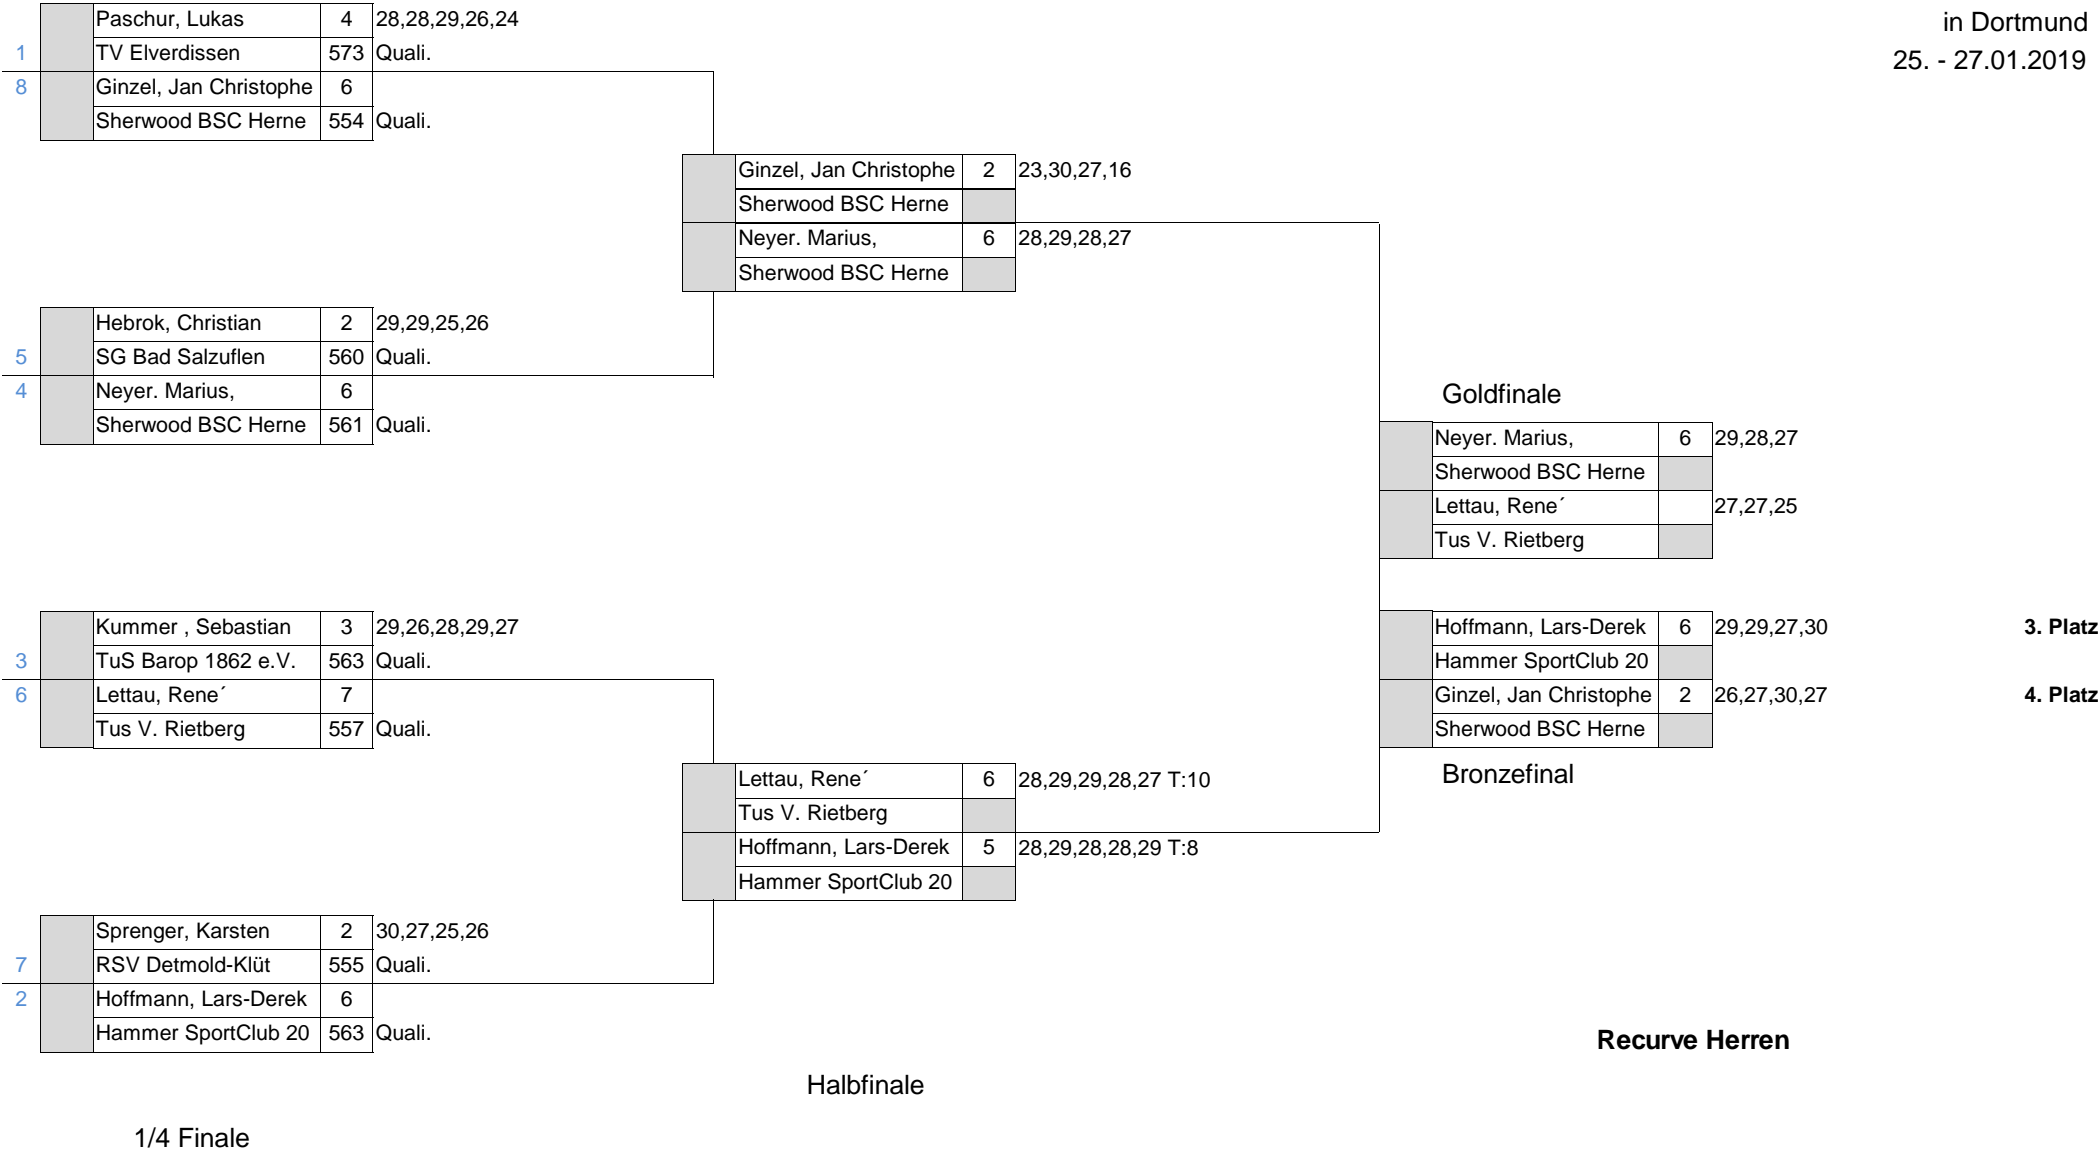 in Dortmund
25. - 27.01.2019
Paschur, Lukas 4 28,28,29,26,24
1 TV Elverdissen 573 Quali.
8 Ginzel, Jan Christophe 6
Sherwood BSC Herne 554 Quali.
Ginzel, Jan Christophe 2 23,30,27,16
Sherwood BSC Herne
Neyer. Marius, 6 28,29,28,27
Sherwood BSC Herne
Hebrok, Christian 2 29,29,25,26
5 SG Bad Salzuflen 560 Quali.
4 Neyer. Marius, 6
Sherwood BSC Herne 561 Quali.
Goldfinale
Neyer. Marius, 6 29,28,27
Sherwood BSC Herne
Lettau, Rene´ 27,27,25
Tus V. Rietberg
Kummer , Sebastian 3 29,26,28,29,27
3 TuS Barop 1862 e.V. 563 Quali.
6 Lettau, Rene´ 7
Tus V. Rietberg 557 Quali.
Hoffmann, Lars-Derek 6 29,29,27,30 3. Platz
Hammer SportClub 20
Ginzel, Jan Christophe 2 26,27,30,27 4. Platz
Sherwood BSC Herne
Bronzefinal
Lettau, Rene´ 6 28,29,29,28,27 T:10
Tus V. Rietberg
Hoffmann, Lars-Derek 5 28,29,28,28,29 T:8
Hammer SportClub 20
Sprenger, Karsten 2 30,27,25,26
7 RSV Detmold-Klüt 555 Quali.
2 Hoffmann, Lars-Derek 6
Hammer SportClub 20 563 Quali.
Recurve Herren
Halbfinale
1/4 Finale